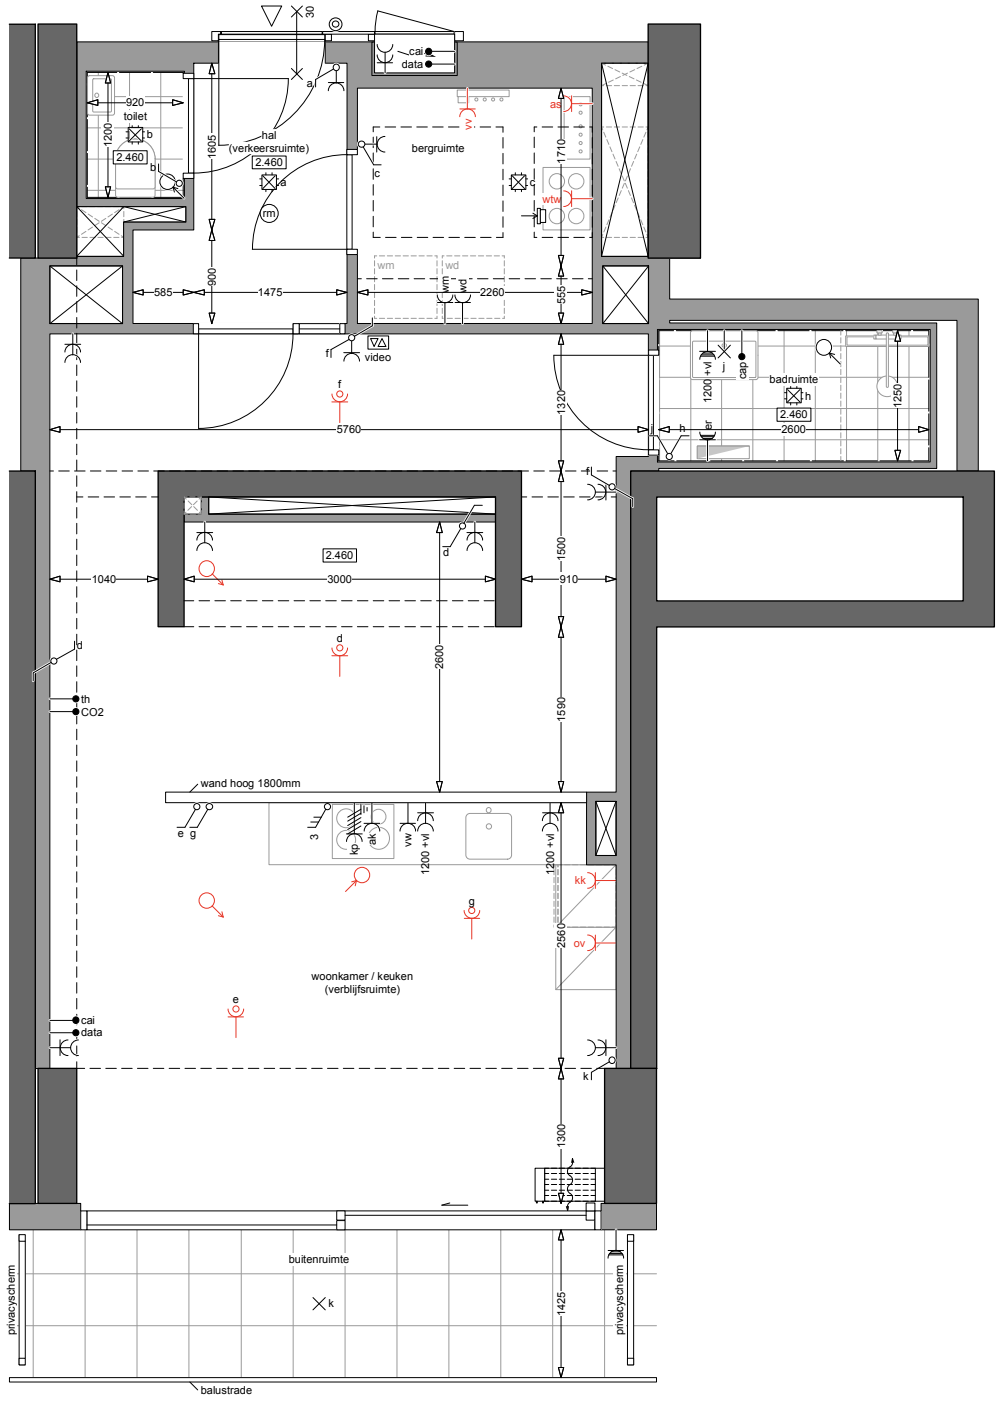 30
cai
data
a
920
toilet
b
1200
2.460
b
hal
(verkeersruimte)
2.460
a
rm
1605
900
585
1475
c
bergruimte
vv
as
1710
c
wtw
wm
wd
wm
wd
2260
555
f
video
f
5760
1320
1200 +vl
j
cap
badruimte
h
2.460
2600
1250
er
j
h
f
d
2.460
1040
3000
910
1500
d
d
2600
1590
th
CO2
wand hoog 1800mm
e
g
3
kp
ak
vw
1200 +vl
1200 +vl
kk
g
ov
2560
woonkamer / keuken
(verblijfsruimte)
e
cai
data
k
1300
buitenruimte
privacyscherm
k
1425
privacyscherm
balustrade